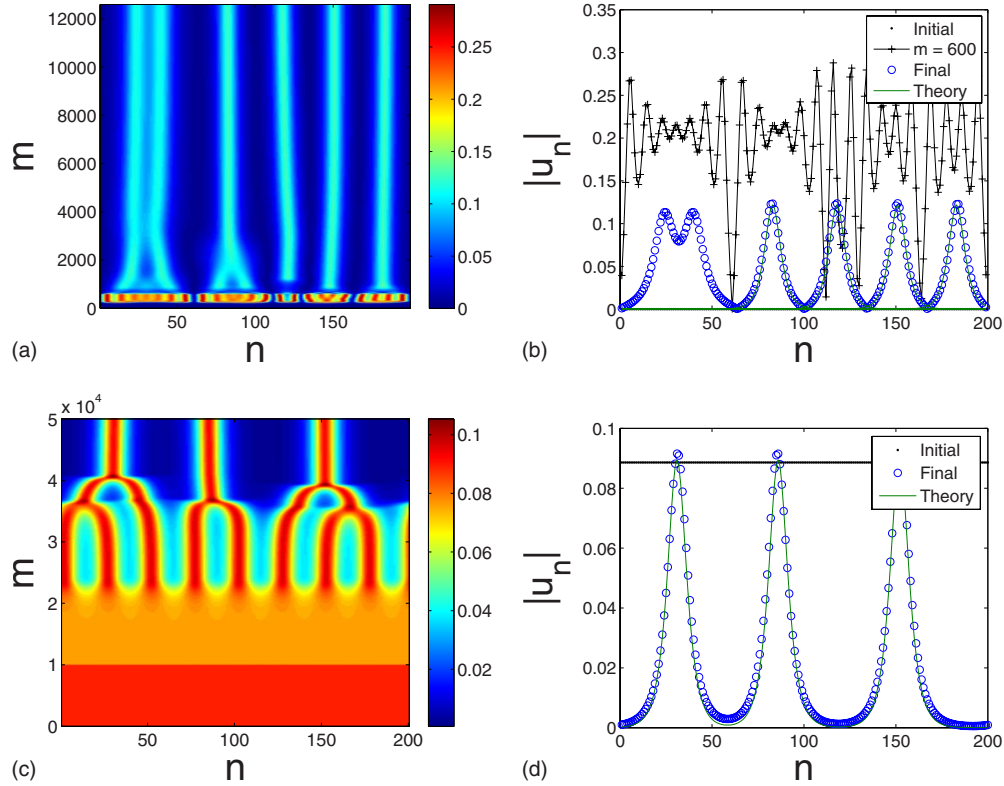 12000
10000
8000
6000
4000
2000
0
m
50 100 150
n
0.25
0.2
0.15
0.1
0.05
0
(a)
0.35
0.3
0.25
0.2
0.15
0.1
0.05
0
|u_n|
0 50 100 150 200
n
Initial
m = 600
Final
Theory
(b)
5 x 10^4
4
3
2
1
0
m
50 100 150 200
n
0.1
0.08
0.06
0.04
0.02
(c)
0.1
0.08
0.06
0.04
0.02
0
|u_n|
0 50 100 150 200
n
Initial
Final
Theory
(d)